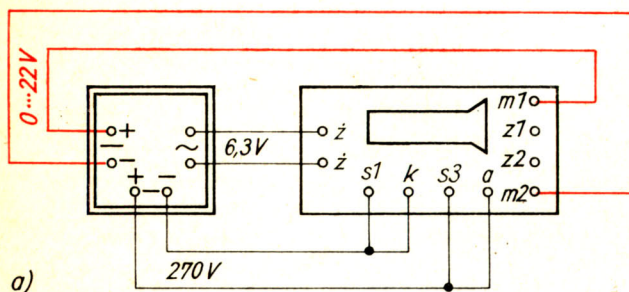 0...22V
+
-
~
6,3V
+
-
270V
ż
ż
s1
k
s3
a
m1
z1
z2
m2
a)